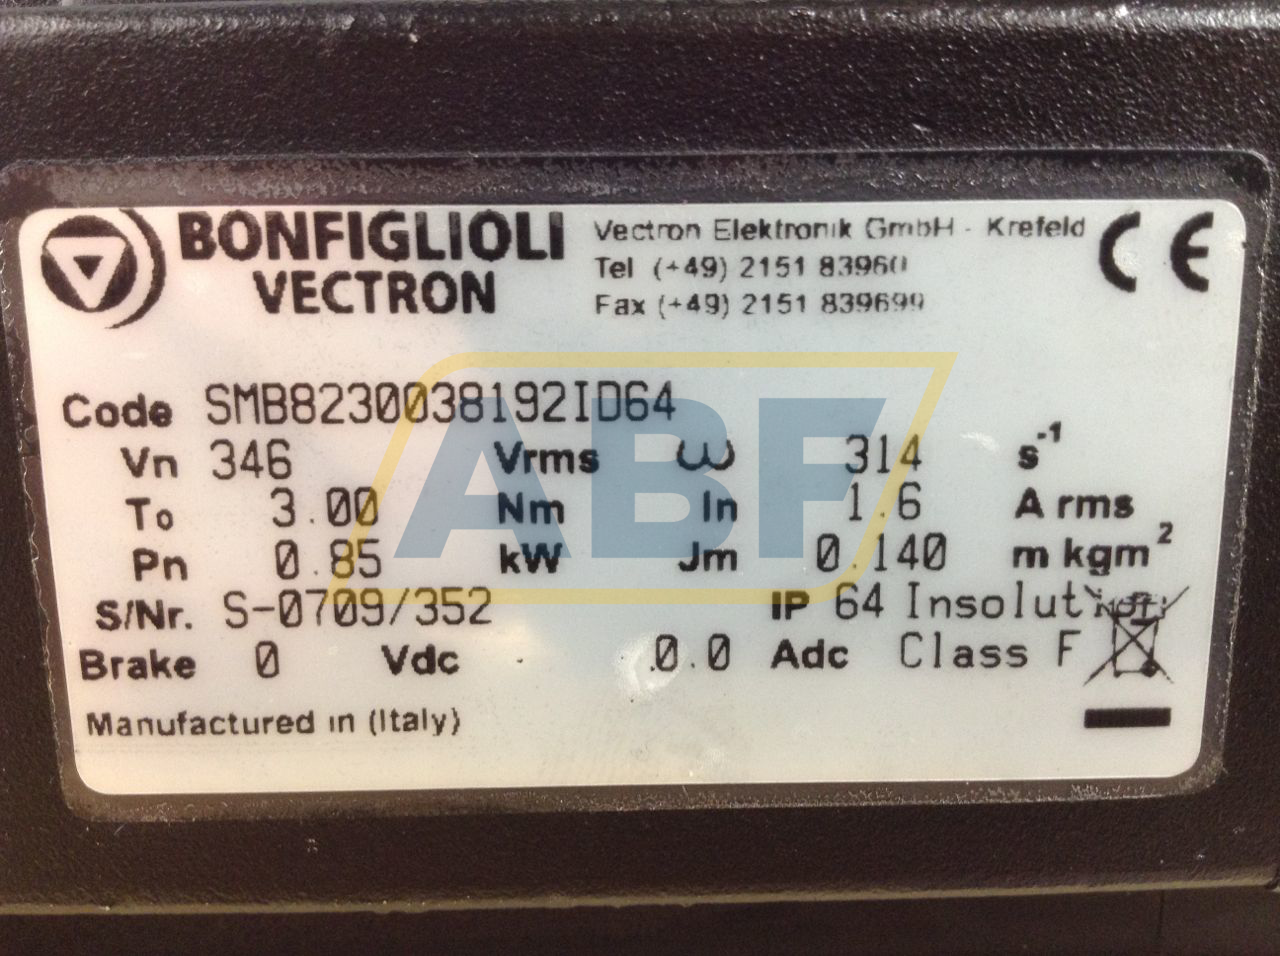 BONFIGLIOLI
VECTRON
Vectron Elektronik GmbH - Krefeld
Tel (+49) 2151 83960
Fax (+49) 2151 839699
CE
Code SMB8230038192ID64
Vn 346 Vrms ω 314 s-1
To 3.00 Nm In 1.6 A rms
Pn 0.85 kW Jm 0.140 m kgm2
S/Nr. S-0709/352 IP 64 Insolution:
Brake 0 Vdc 0.0 Adc Class F
Manufactured in (Italy)
ABF